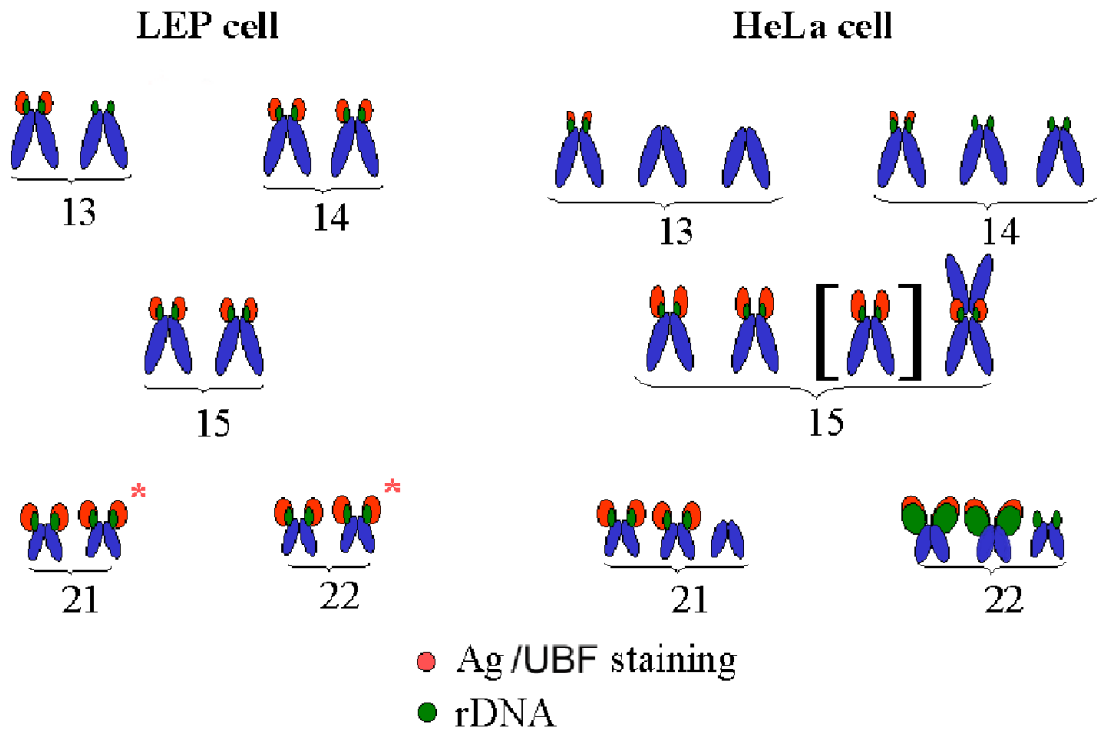 LEP cell HeLa cell
13 14 13 14
15 [ ] 15
* *
21 22 21 22
Ag /UBF staining
rDNA